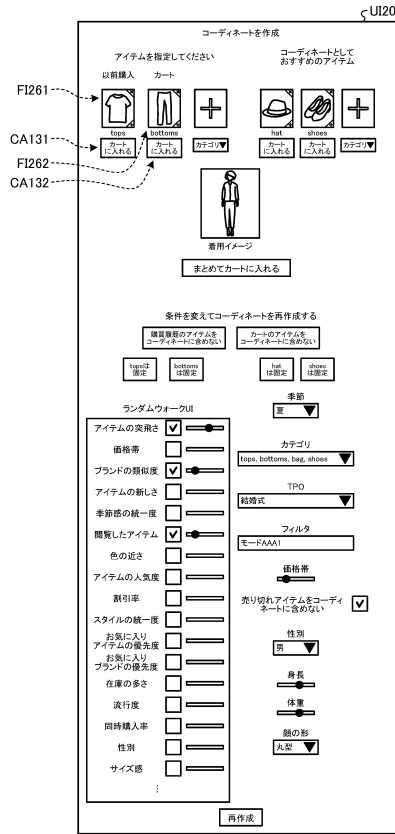 UI20
コーディネートを作成
アイテムを指定してください
コーディネートとして
おすすめのアイテム
以前購入
カート
FI261
tops
bottoms
hat
shoes
CA131
カート
に入れる
カート
に入れる
カテゴリ▼
カート
に入れる
カート
に入れる
カテゴリ▼
FI262
CA132
着用イメージ
まとめてカートに入れる
条件を変えてコーディネートを再作成する
購買履歴のアイテムを
コーディネートに含めない
カートのアイテムを
コーディネートに含めない
topsは
固定
bottoms
は固定
hat
は固定
shoes
は固定
ランダムウォークUI
アイテムの突飛さ
価格帯
ブランドの類似度
アイテムの新しさ
季節感の統一度
閲覧したアイテム
色の近さ
アイテムの人気度
割引率
スタイルの統一度
お気に入り
アイテムの優先度
お気に入り
ブランドの優先度
在庫の多さ
流行度
同時購入率
性別
サイズ感
⋮
季節
夏▼
カテゴリ
tops, bottoms, bag, shoes▼
TPO
結婚式▼
フィルタ
モードAAA1
価格帯
売り切れアイテムをコーディ
ネートに含めない
性別
男▼
身長
体重
顔の形
丸型▼
再作成